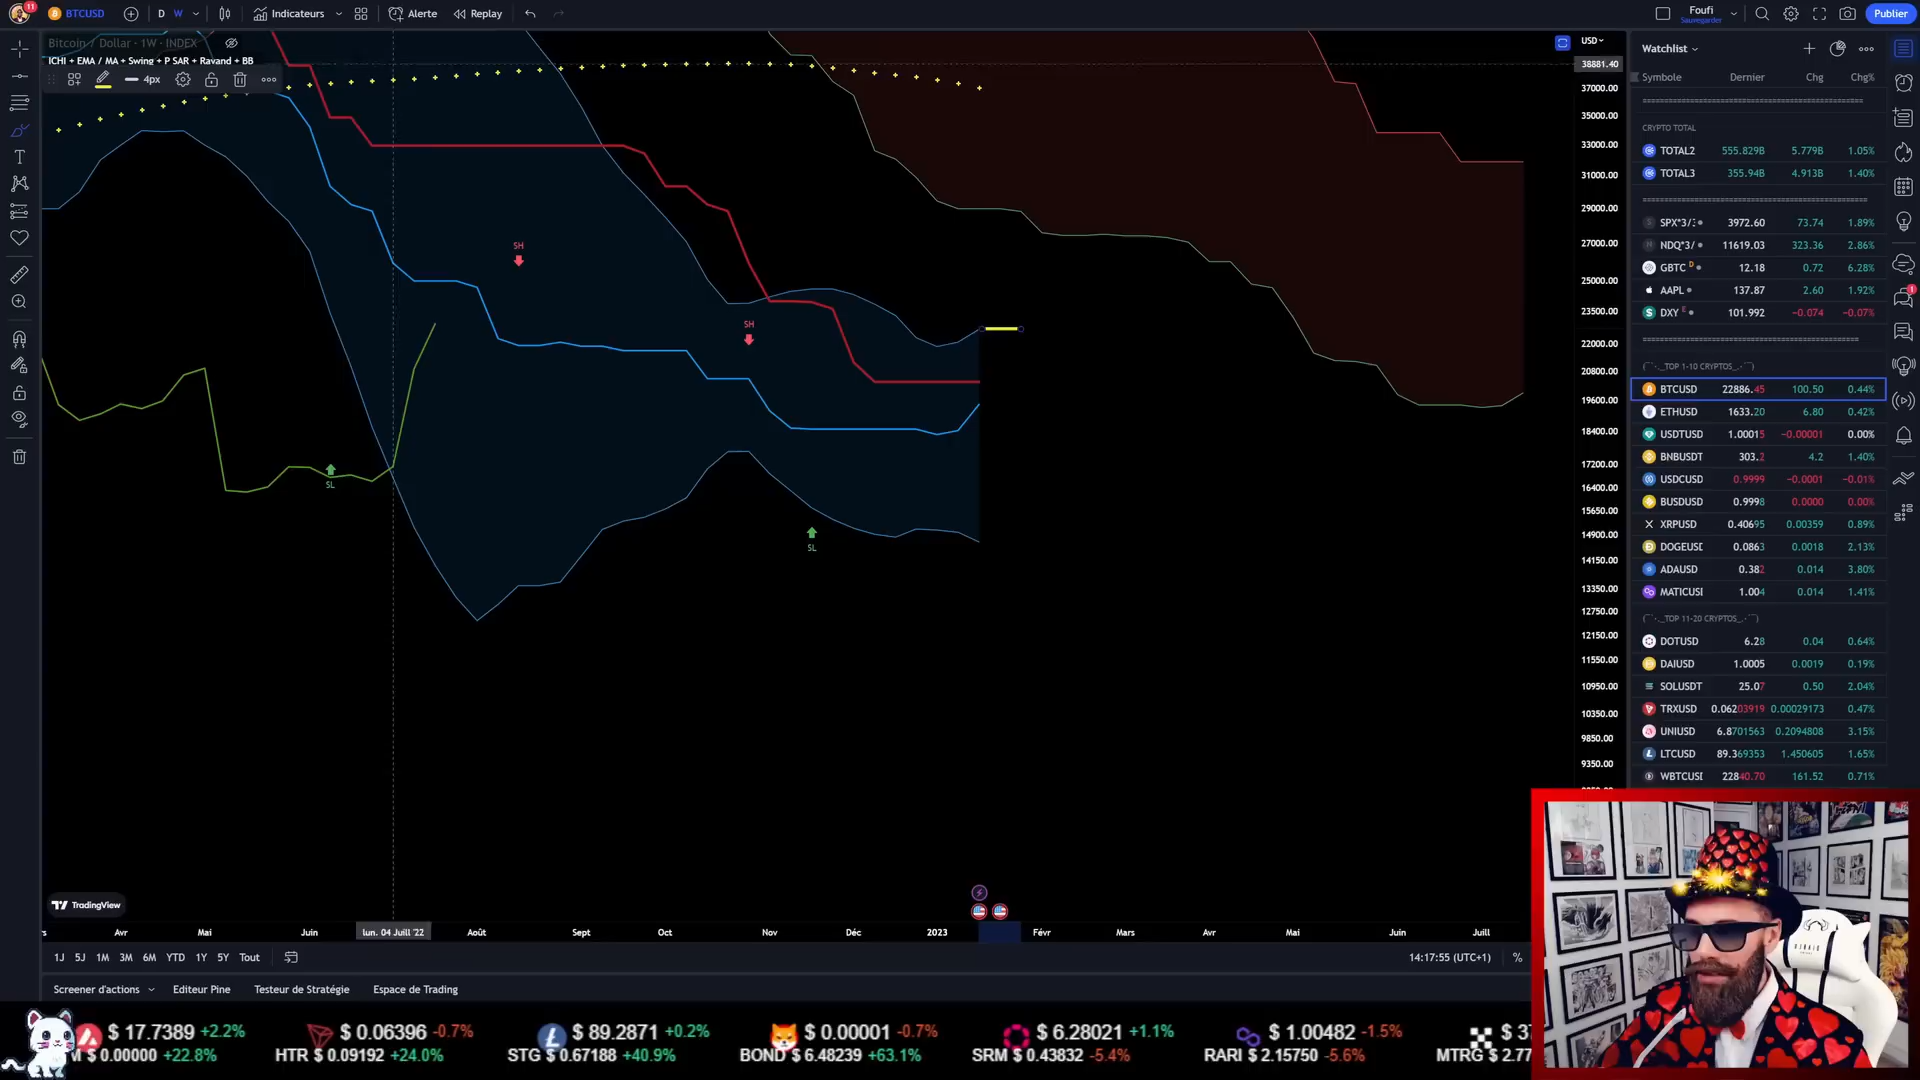 11 BTCUSD D W Indicateurs Alerte Replay Foufi Sauvegarder Publier
Bitcoin / Dollar · 1W · INDEX
ICHI + EMA / MA + Swing + P SAR + Ravand + BB
4px
USD
38881.40
37000.00
35000.00
33000.00
31000.00
29000.00
27000.00
25000.00
23500.00
22000.00
20800.00
19600.00
18400.00
17200.00
16400.00
15650.00
14900.00
14150.00
13350.00
12750.00
12150.00
11550.00
10950.00
10350.00
9850.00
9350.00
SH
SH
SL
SL
TradingView
Avr Mai Juin lun. 04 Juill '22 Août Sept Oct Nov Déc 2023 Févr Mars Avr Mai Juin Juill
1J 5J 1M 3M 6M YTD 1Y 5Y Tout 14:17:55 (UTC+1) %
Screener d'actions Editeur Pine Testeur de Stratégie Espace de Trading
Watchlist
Symbole Dernier Chg Chg%
CRYPTO TOTAL
TOTAL2 555.829B 5.779B 1.05%
TOTAL3 355.94B 4.913B 1.40%
SPX*3/ 3972.60 73.74 1.89%
NDQ*3/ 11619.03 323.36 2.86%
GBTC D 12.18 0.72 6.28%
AAPL 137.87 2.60 1.92%
DXY E 101.992 −0.074 −0.07%
TOP 1-10 CRYPTOS
BTCUSD 22886.45 100.50 0.44%
ETHUSD 1633.20 6.80 0.42%
USDTUSD 1.00015 −0.00001 0.00%
BNBUSDT 303.2 4.2 1.40%
USDCUSD 0.9999 −0.0001 −0.01%
BUSDUSD 0.9998 0.0000 0.00%
XRPUSD 0.40695 0.00359 0.89%
DOGEUSD 0.0863 0.0018 2.13%
ADAUSD 0.382 0.014 3.80%
MATICUSI 1.004 0.014 1.41%
TOP 11-20 CRYPTOS
DOTUSD 6.28 0.04 0.64%
DAIUSD 1.0005 0.0019 0.19%
SOLUSDT 25.07 0.50 2.04%
TRXUSD 0.06203919 0.00029173 0.47%
UNIUSD 6.8701563 0.2094808 3.15%
LTCUSD 89.369353 1.450605 1.65%
WBTCUSI 22840.70 161.52 0.71%
$ 17.7389 +2.2% $ 0.06396 -0.7% $ 89.2871 +0.2% $ 0.00001 -0.7% $ 6.28021 +1.1% $ 1.00482 -1.5% $ 37
M $ 0.00000 +22.8% HTR $ 0.09192 +24.0% STG $ 0.67188 +40.9% BOND $ 6.48239 +63.1% SRM $ 0.43832 -5.4% RARI $ 2.15750 -5.6% MTRG $ 2.77